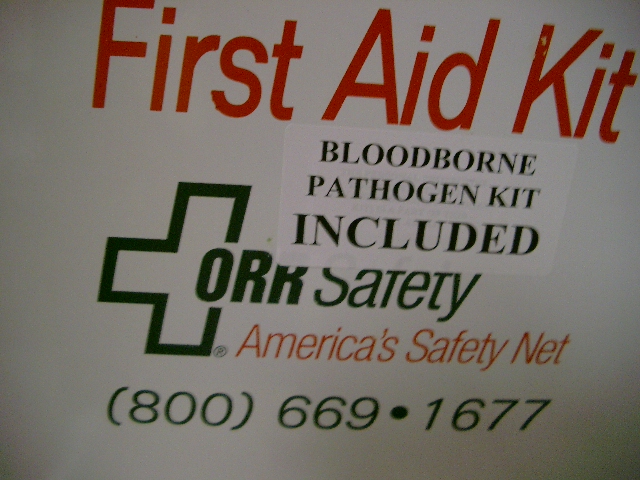 First Aid Kit
BLOODBORNE
PATHOGEN KIT
INCLUDED
ORR Safety
®
America's Safety Net
(800) 669•1677